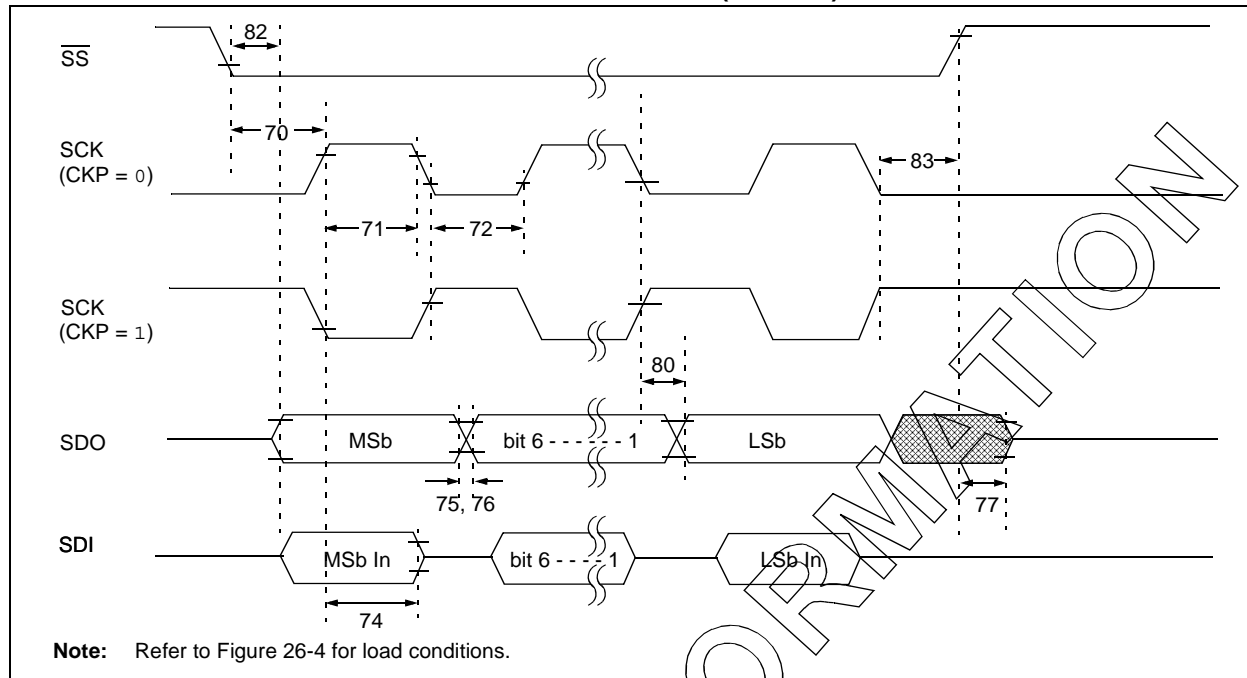 82
SS
70
SCK
(CKP = 0)
83
71
72
SCK
(CKP = 1)
80
SDO
MSb
bit 6 - - - - - - 1
LSb
75, 76
77
SDI
MSb In
bit 6 - - - - 1
LSb In
74
Note: Refer to Figure 26-4 for load conditions.
ORMATION